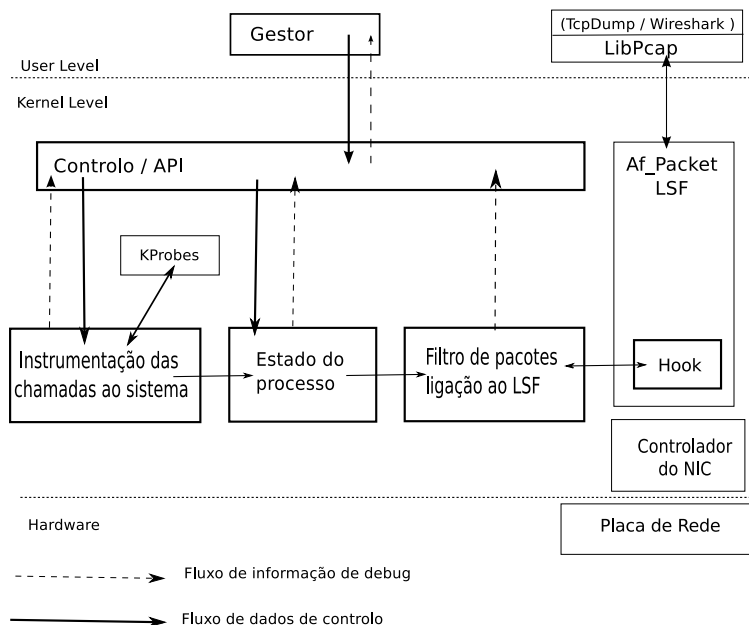 Gestor
(TcpDump / Wireshark )
LibPcap
User Level
Kernel Level
Controlo / API
Af_Packet
LSF
KProbes
Instrumentação das
chamadas ao sistema
Estado do
processo
Filtro de pacotes
ligação ao LSF
Hook
Controlador
do NIC
Hardware
Placa de Rede
Fluxo de informação de debug
Fluxo de dados de controlo